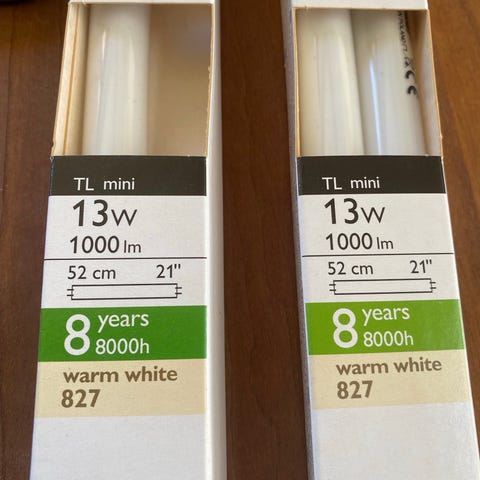 TL mini
13W
1000 lm
52 cm 21"
8 years
8000h
warm white
827
CE
TL mini
13W
1000 lm
52 cm 21"
8 years
8000h
warm white
827